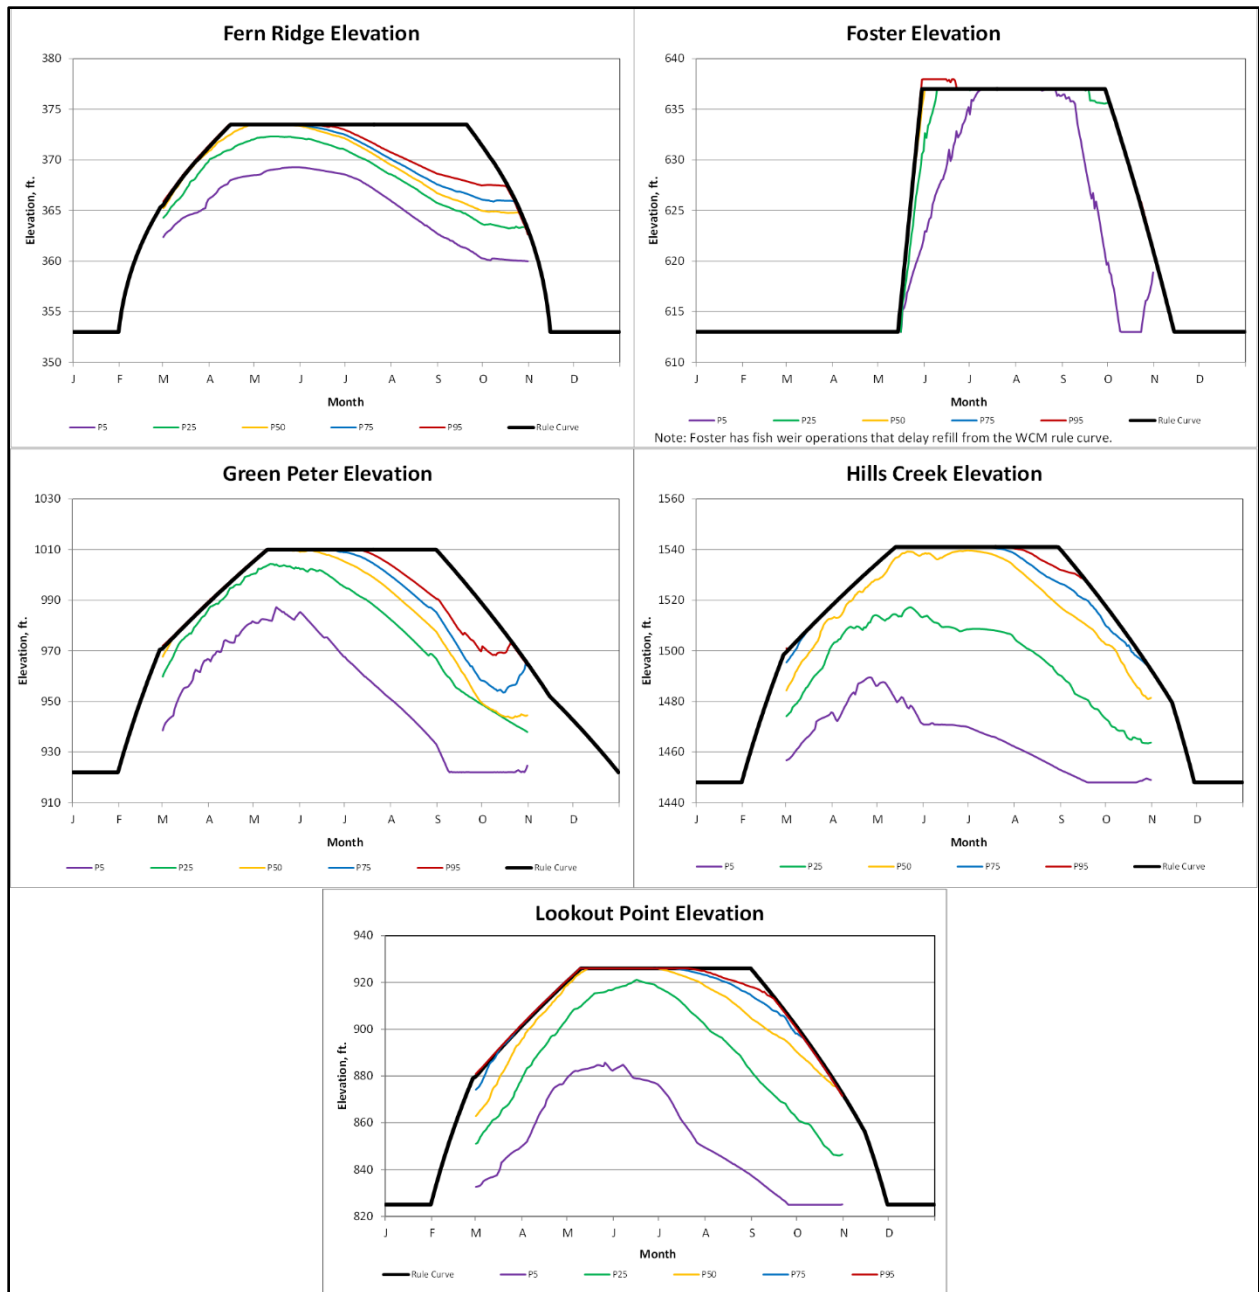 Fern Ridge Elevation
380
375
370
365
360
355
350
Elevation, ft.
J F M A M J J A S O N D
Month
P5 P25 P50 P75 P95 Rule Curve
Foster Elevation
640
635
630
625
620
615
610
Elevation, ft.
J F M A M J J A S O N D
Month
P5 P25 P50 P75 P95 Rule Curve
Note: Foster has fish weir operations that delay refill from the WCM rule curve.
Green Peter Elevation
1030
1010
990
970
950
930
910
Elevation, ft.
J F M A M J J A S O N D
Month
P5 P25 P50 P75 P95 Rule Curve
Hills Creek Elevation
1560
1540
1520
1500
1480
1460
1440
Elevation, ft.
J F M A M J J A S O N D
Month
P5 P25 P50 P75 P95 Rule Curve
Lookout Point Elevation
940
920
900
880
860
840
820
Elevation, ft.
J F M A M J J A S O N D
Month
Rule Curve P5 P25 P50 P75 P95